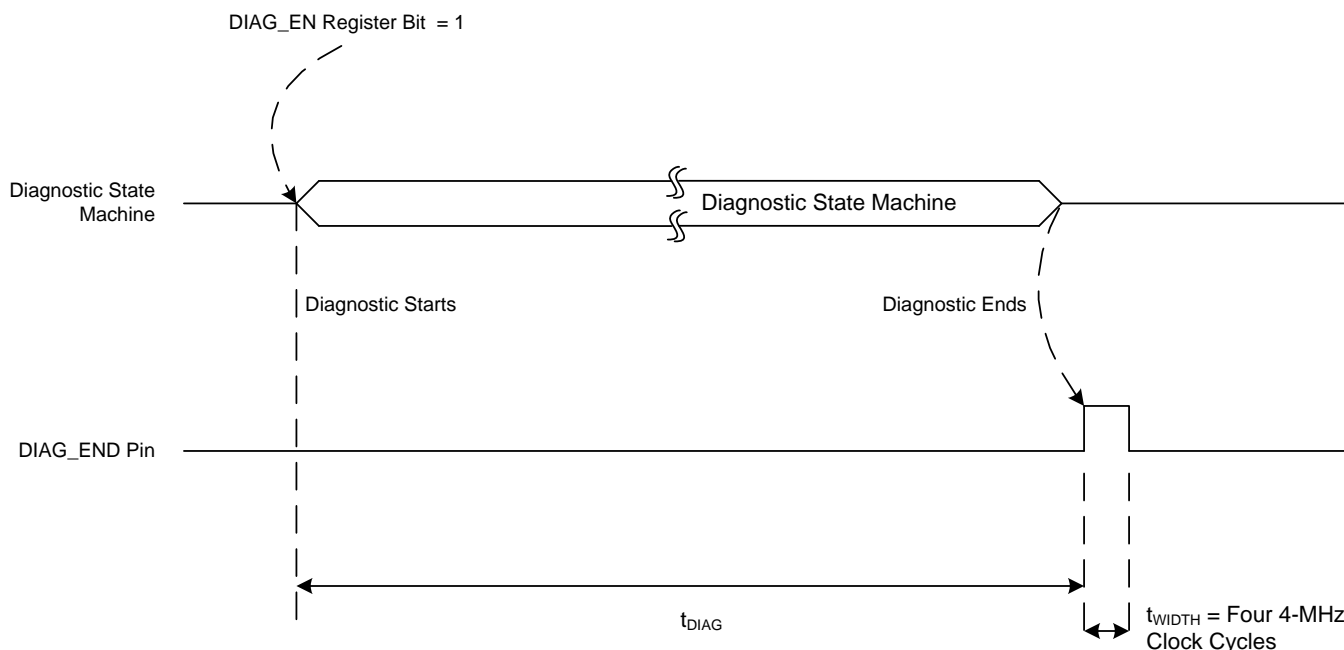 DIAG_EN Register Bit = 1
Diagnostic State
Machine
Diagnostic State Machine
Diagnostic Starts
Diagnostic Ends
DIAG_END Pin
tDIAG
tWIDTH = Four 4-MHz
Clock Cycles